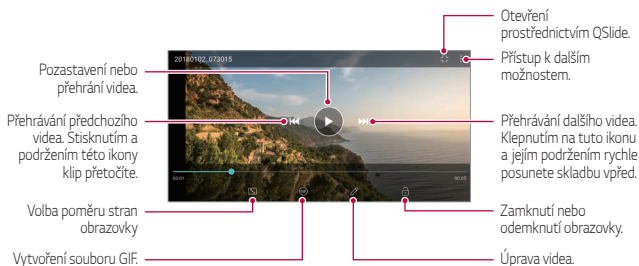 Otevření
prostřednictvím QSlide.
Přístup k dalším
možnostem.
20180102_073015
Pozastavení nebo
přehrání videa.
Přehrávání předchozího
videa. Stisknutím a
podržením této ikony
klip přetočíte.
Přehrávání dalšího videa.
Klepnutím na tuto ikonu
a jejím podržením rychle
posunete skladbu vpřed.
00:01
00:05
GIF
Volba poměru stran
obrazovky
Zamknutí nebo
odemknutí obrazovky.
Vytvoření souboru GIF.
Úprava videa.